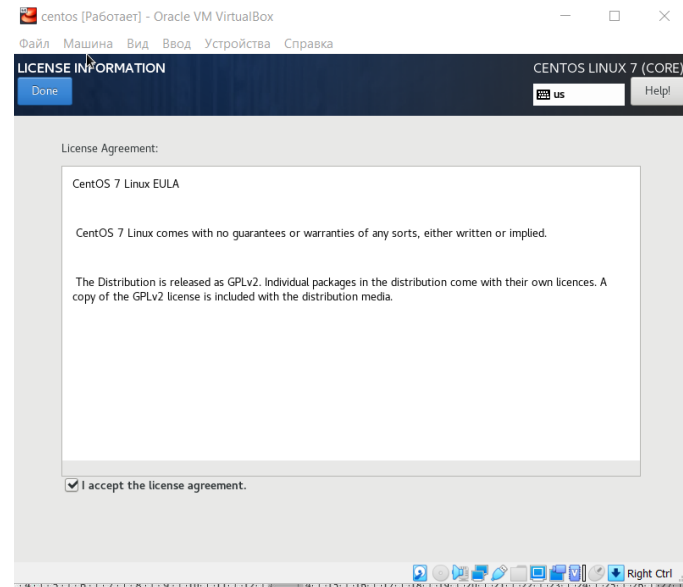 centos [Работает] - Oracle VM VirtualBox
Файл Машина Вид Ввод Устройства Справка
LICENSE INFORMATION
CENTOS LINUX 7 (CORE)
Done
us
Help!
License Agreement:
CentOS 7 Linux EULA
CentOS 7 Linux comes with no guarantees or warranties of any sorts, either written or implied.
The Distribution is released as GPLv2. Individual packages in the distribution come with their own licences. A
copy of the GPLv2 license is included with the distribution media.
I accept the license agreement.
Right Ctrl